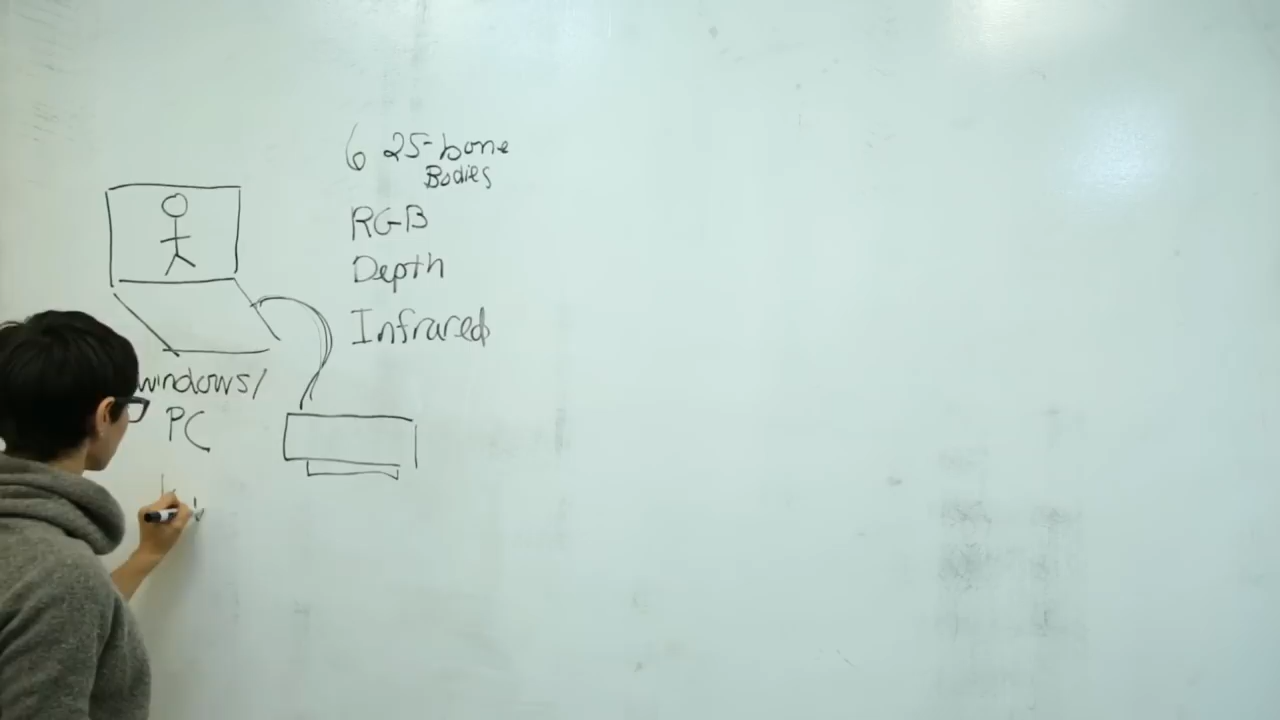 6 25-bone
Bodies
RGB
Depth
Infrared
windows/
PC